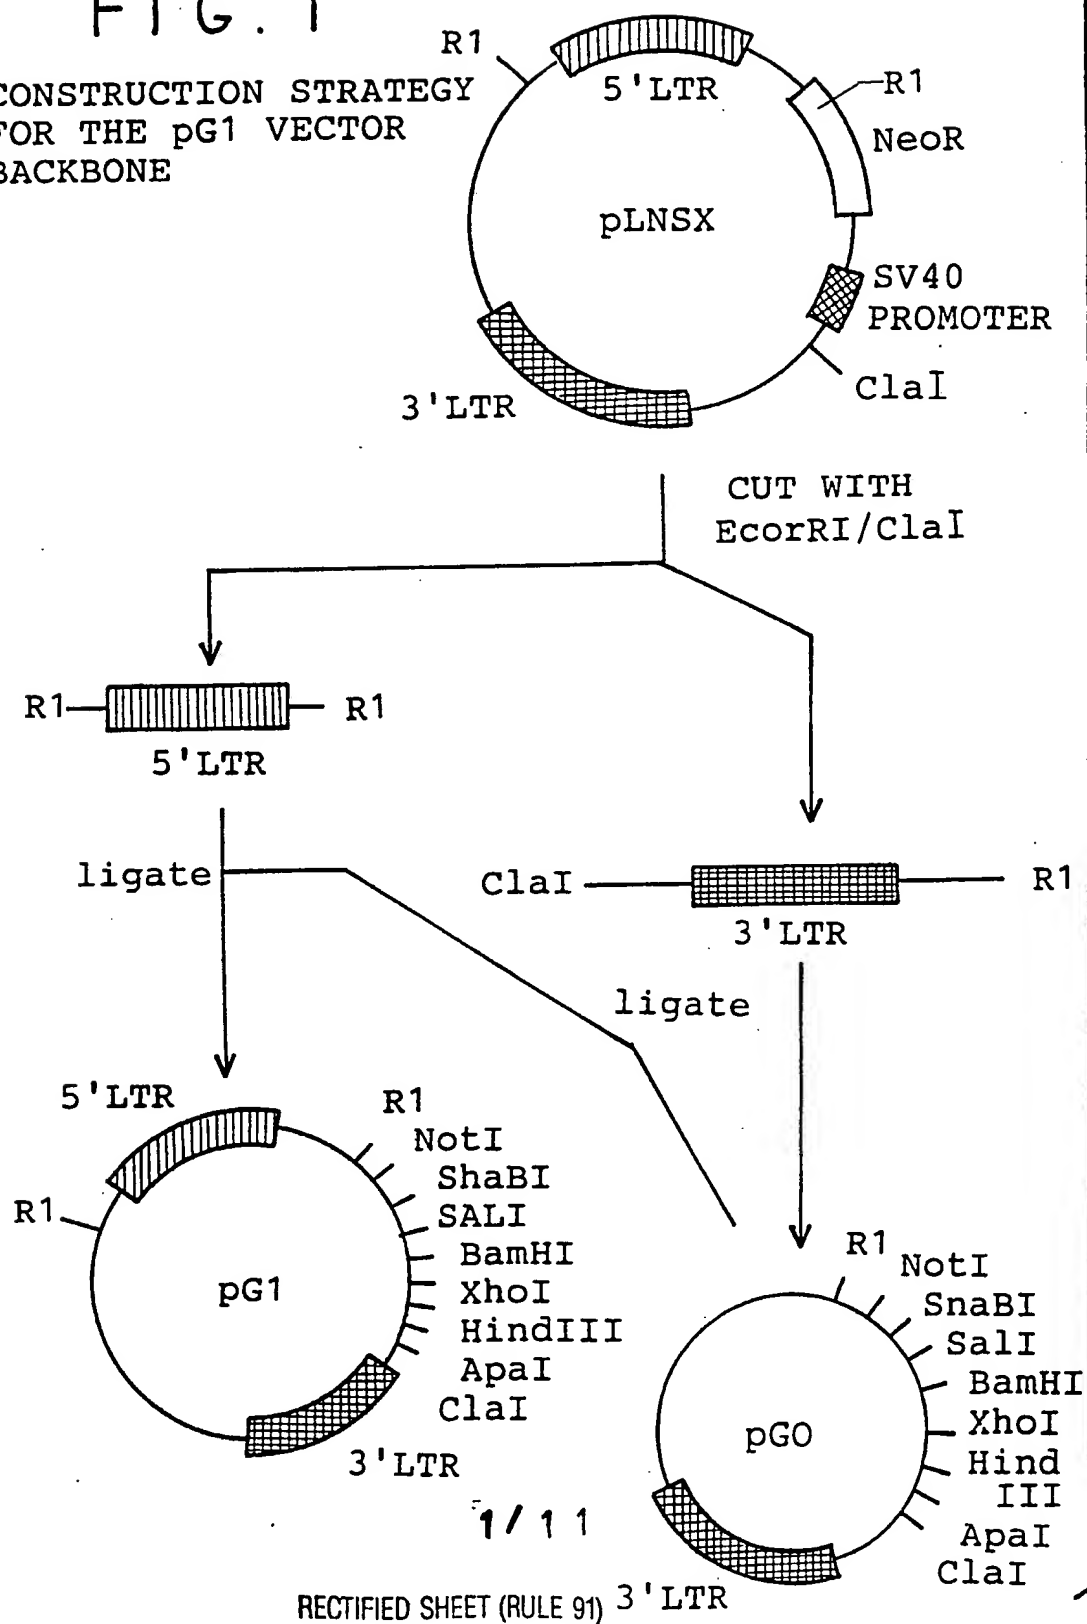 FIG. 1
CONSTRUCTION STRATEGY
FOR THE pG1 VECTOR
BACKBONE
R1
5'LTR
R1
NeoR
pLNSX
SV40
PROMOTER
ClaI
3'LTR
CUT WITH
EcorRI/ClaI
R1
R1
5'LTR
ligate
ClaI
R1
3'LTR
ligate
5'LTR
R1
NotI
ShaBI
SALI
BamHI
XhoI
HindIII
ApaI
ClaI
R1
pG1
3'LTR
R1
NotI
SnaBI
SalI
BamHI
XhoI
Hind
III
ApaI
ClaI
pGO
3'LTR
1/11
RECTIFIED SHEET (RULE 91)